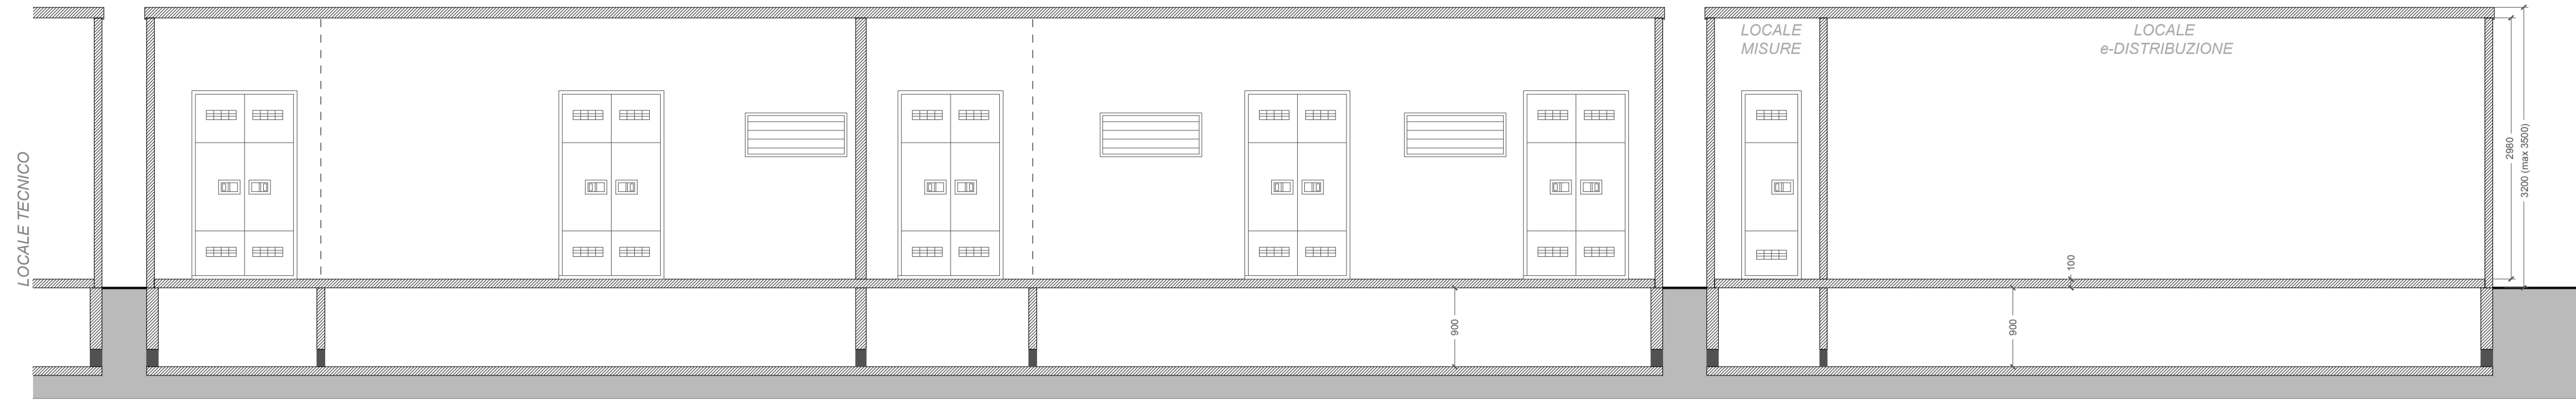 LOCALE TECNICO
LOCALE
MISURE
LOCALE
e-DISTRIBUZIONE
2980
3200 (max 3500)
100
900
900